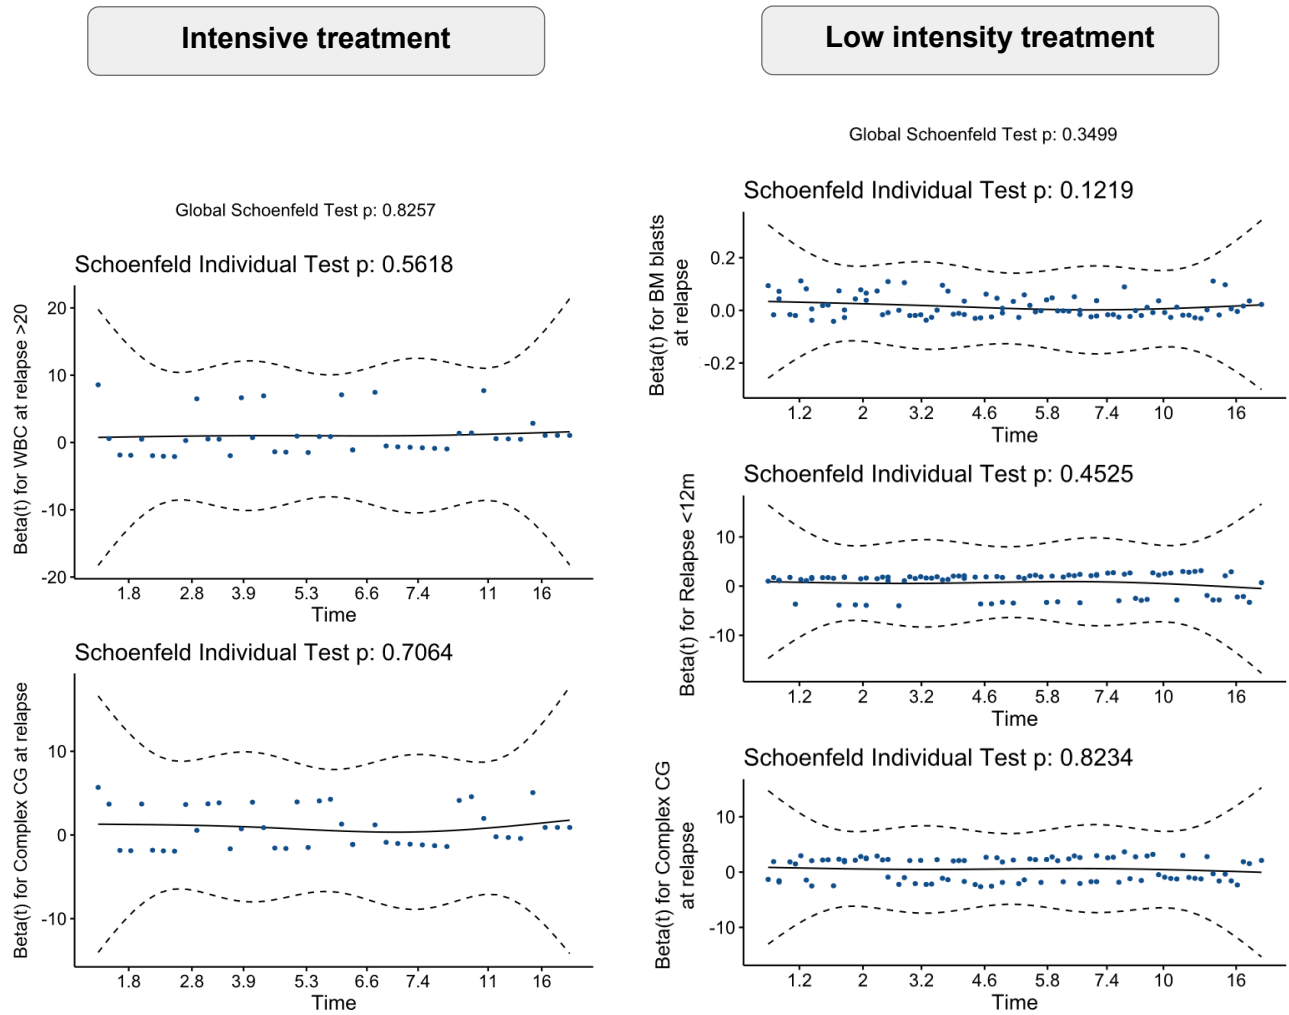 Intensive treatment
Global Schoenfeld Test p: 0.8257
Schoenfeld Individual Test p: 0.5618
Beta(t) for WBC at relapse >20
20
10
0
-10
-20
1.8 2.8 3.9 5.3 6.6 7.4 11 16
Time
Schoenfeld Individual Test p: 0.7064
Beta(t) for Complex CG at relapse
10
0
-10
1.8 2.8 3.9 5.3 6.6 7.4 11 16
Time
Low intensity treatment
Global Schoenfeld Test p: 0.3499
Schoenfeld Individual Test p: 0.1219
Beta(t) for BM blasts
at relapse
0.2
0.0
-0.2
1.2 2 3.2 4.6 5.8 7.4 10 16
Time
Schoenfeld Individual Test p: 0.4525
Beta(t) for Relapse <12m
10
0
-10
1.2 2 3.2 4.6 5.8 7.4 10 16
Time
Schoenfeld Individual Test p: 0.8234
Beta(t) for Complex CG
at relapse
10
0
-10
1.2 2 3.2 4.6 5.8 7.4 10 16
Time